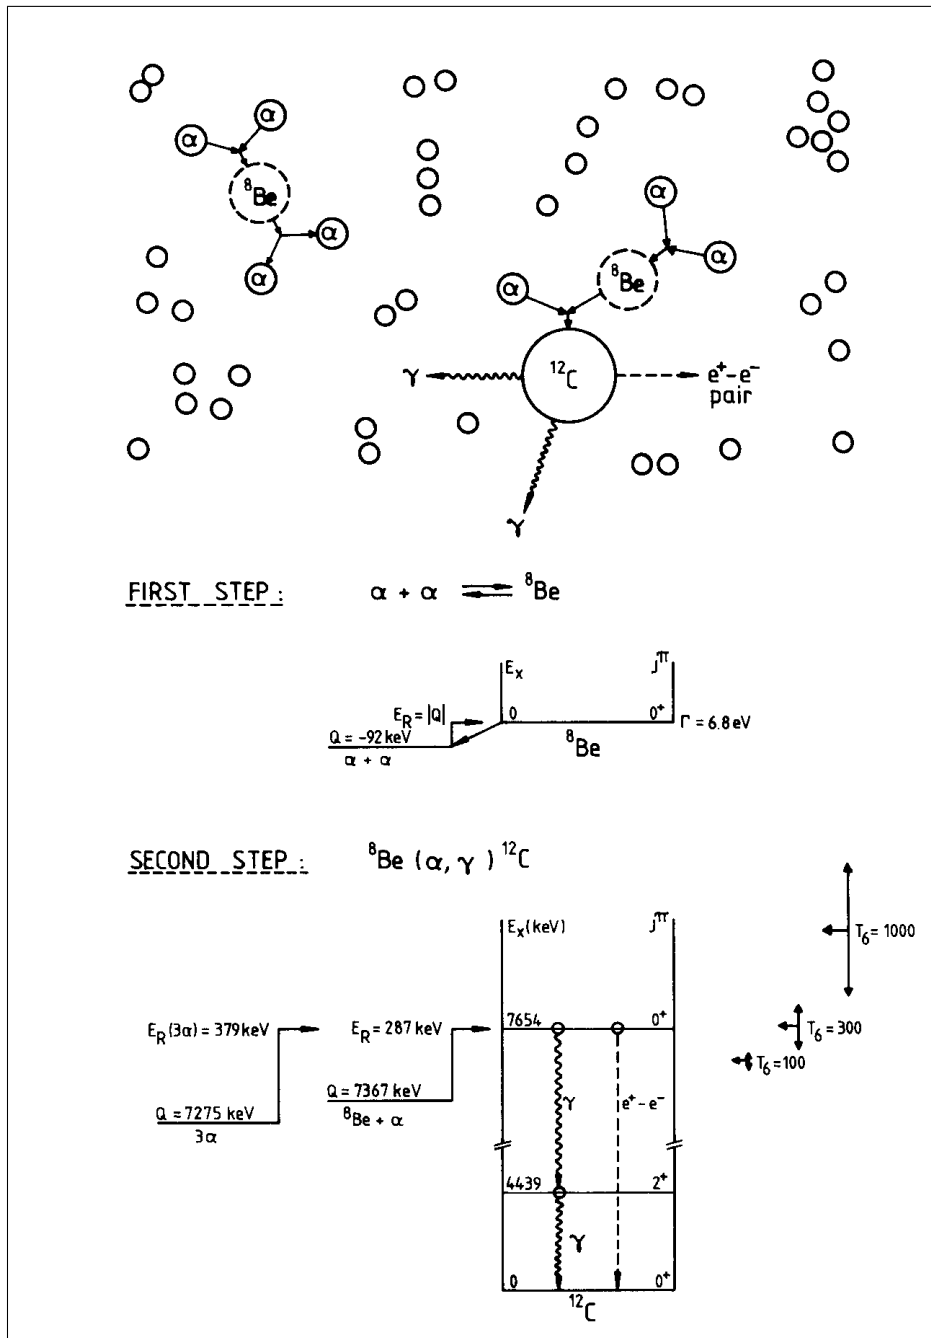 α
α
⁸Be
α
α
α
α
⁸Be
α
¹²C
γ
e⁺-e⁻
pair
γ
FIRST STEP: α + α ⇌ ⁸Be
Eₓ Jπ
E_R = |Q| 0 0⁺ Γ = 6.8 eV
Q = -92 keV
α + α ⁸Be
SECOND STEP: ⁸Be (α, γ) ¹²C
Eₓ (keV) Jπ
T₆ = 1000
E_R (3α) = 379 keV E_R = 287 keV 7654 0⁺ T₆ = 300
T₆ = 100
Q = 7275 keV Q = 7367 keV γ e⁺-e⁻
3α ⁸Be + α
4439 2⁺
γ
0 0⁺
¹²C